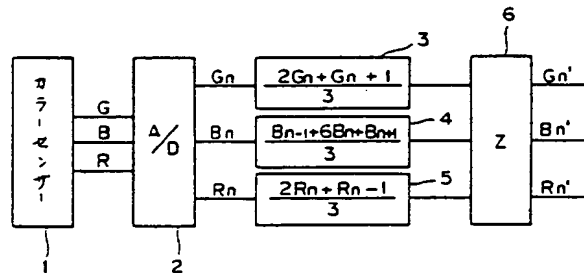 6
3
Gn
2Gn+Gn+1
3
Gn'
カラーセンサー
G
B
R
A/D
4
Bn
Bn-1+6Bn+Bn+1
3
Z
Bn'
5
Rn
2Rn+Rn-1
3
Rn'
1
2